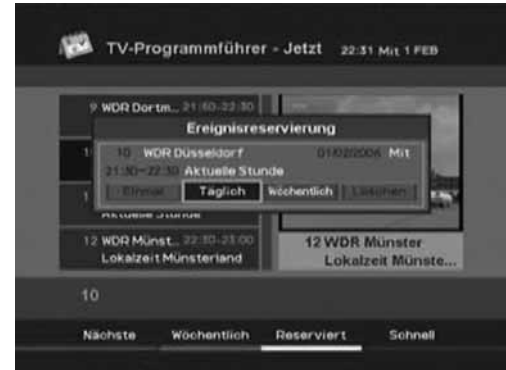 TV-Programmführer - Jetzt 22:31 Mit 1 FEB
9 WDR Dortm... 21:50-22:30
Ereignisreservierung
10 WDR Düsseldorf 01/02/2006 Mit
21:30-22:30 Aktuelle Stunde
Einmal Täglich Wöchentlich Löschen
Aktuelle Stunde
12 WDR Münst... 22:30-23:00
Lokalzeit Münsterland
12 WDR Münster
Lokalzeit Münste...
10
Nächste Wöchentlich Reserviert Schnell